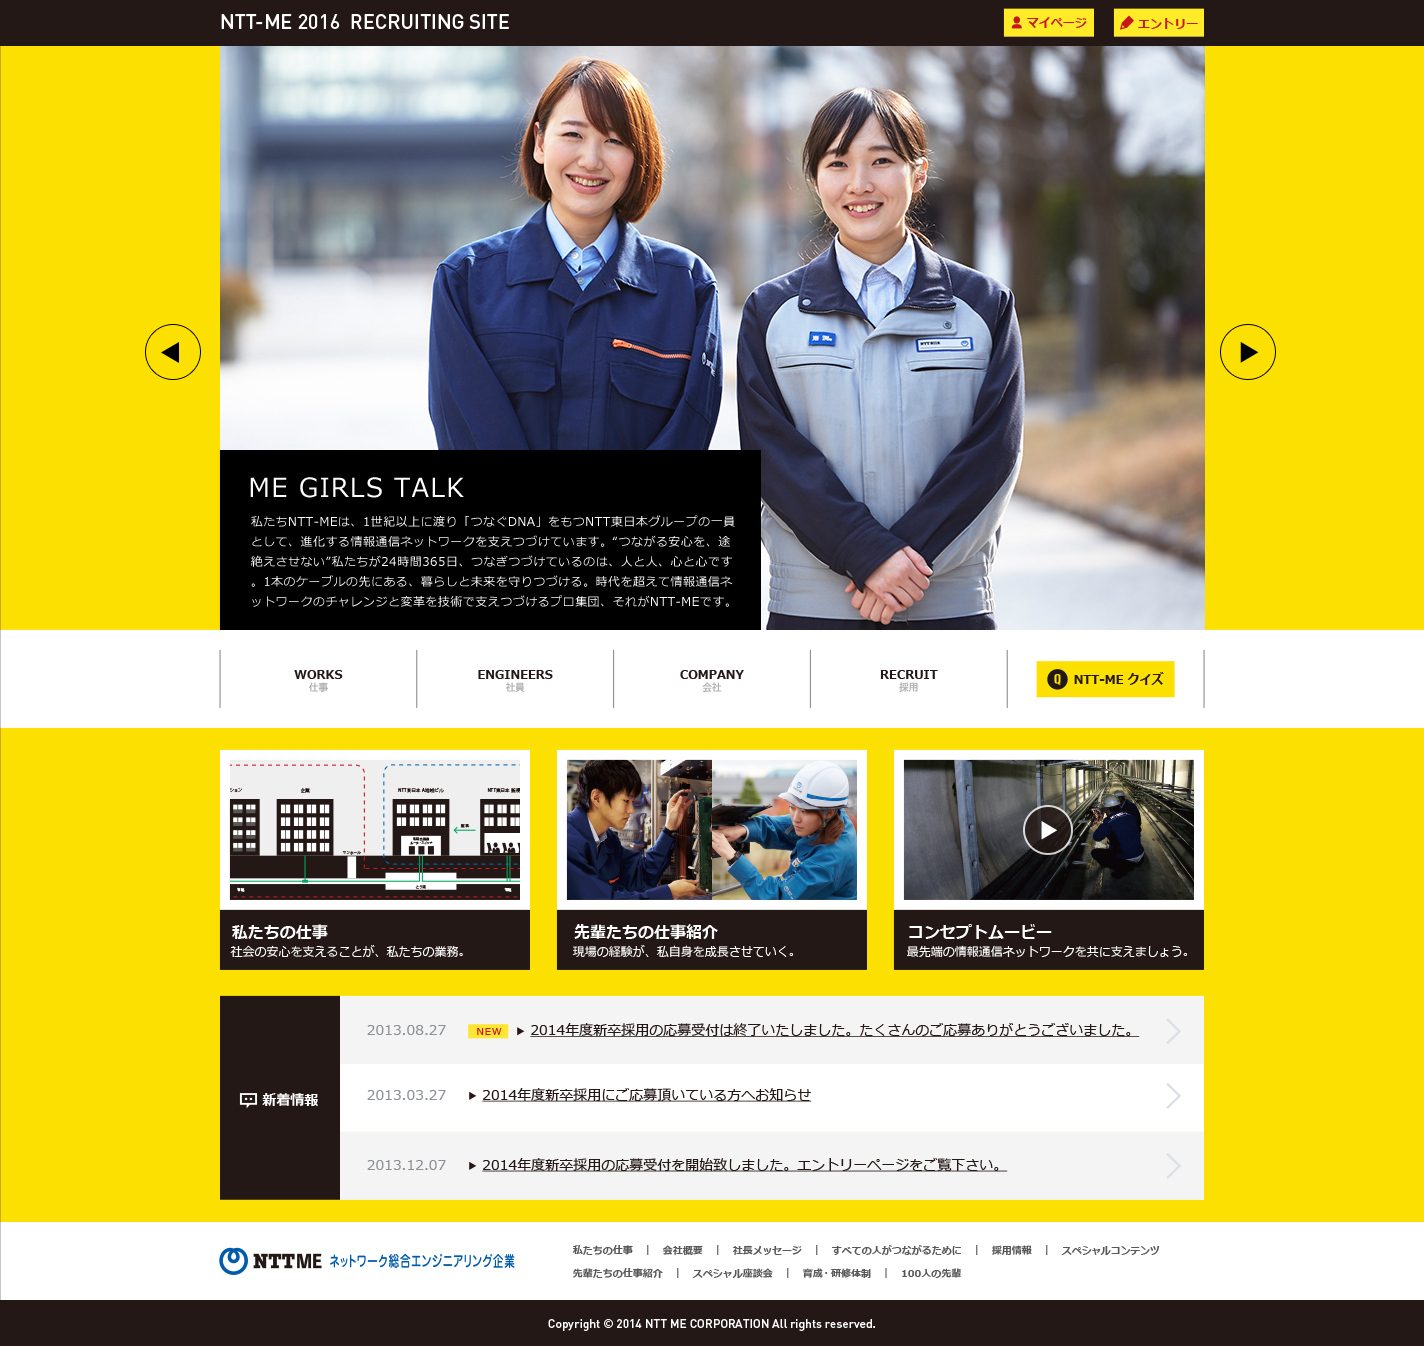 NTT-ME 2016 RECRUITING SITE
マイページ
エントリー
NTT ME
ME GIRLS TALK
私たちNTT-MEは、1世紀以上に渡り「つなぐDNA」をもつNTT東日本グループの一員
として、進化する情報通信ネットワークを支えつづけています。“つながる安心を、途
絶えさせない”私たちが24時間365日、つなぎつづけているのは、人と人、心と心です
。1本のケーブルの先にある、暮らしと未来を守りつづける。時代を超えて情報通信ネ
ットワークのチャレンジと変革を技術で支えつづけるプロ集団、それがNTT-MEです。
WORKS
仕事
ENGINEERS
社員
COMPANY
会社
RECRUIT
採用
Q NTT-ME クイズ
企業
マンホール
とう道
私たちの仕事
社会の安心を支えることが、私たちの業務。
先輩たちの仕事紹介
現場の経験が、私自身を成長させていく。
コンセプトムービー
最先端の情報通信ネットワークを共に支えましょう。
新着情報
2013.08.27 NEW 2014年度新卒採用の応募受付は終了いたしました。たくさんのご応募ありがとうございました。
2013.03.27 2014年度新卒採用にご応募頂いている方へお知らせ
2013.12.07 2014年度新卒採用の応募受付を開始致しました。エントリーページをご覧下さい。
NTTME ネットワーク総合エンジニアリング企業
私たちの仕事 | 会社概要 | 社長メッセージ | すべての人がつながるために | 採用情報 | スペシャルコンテンツ
先輩たちの仕事紹介 | スペシャル座談会 | 育成・研修体制 | 100人の先輩
Copyright © 2014 NTT ME CORPORATION All rights reserved.